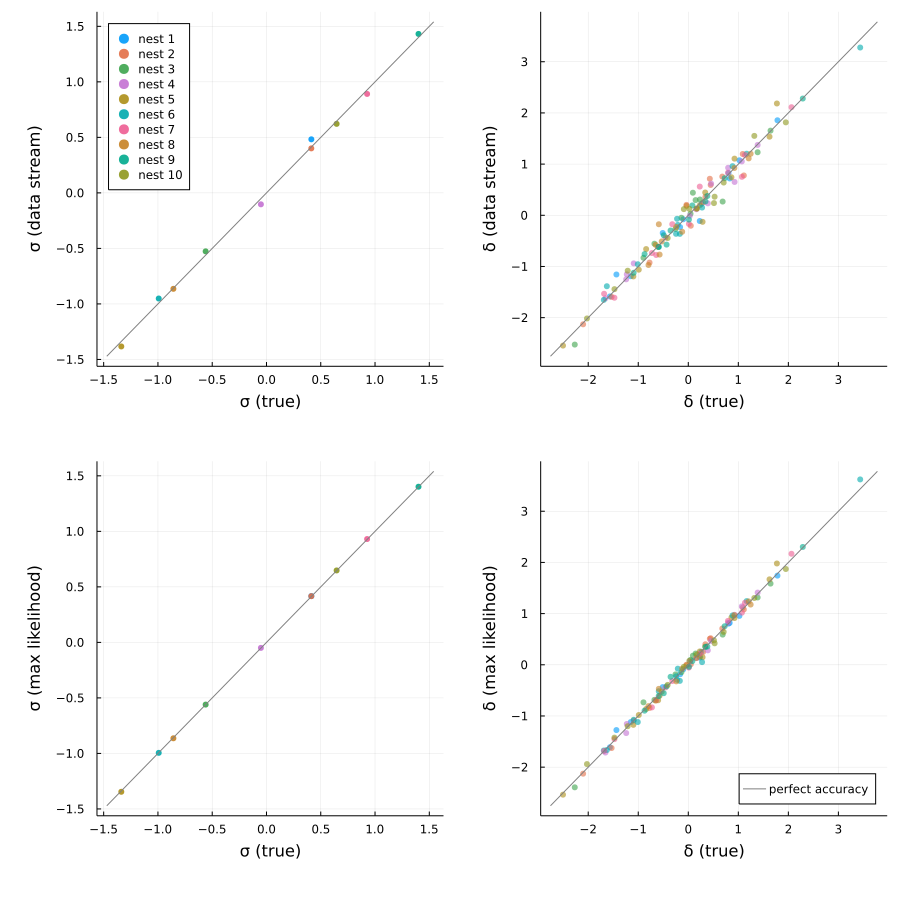 σ (data stream)
1.5
1.0
0.5
0.0
−0.5
−1.0
−1.5
nest 1
nest 2
nest 3
nest 4
nest 5
nest 6
nest 7
nest 8
nest 9
nest 10
−1.5 −1.0 −0.5 0.0 0.5 1.0 1.5
σ (true)
δ (data stream)
3
2
1
0
−1
−2
−2 −1 0 1 2 3
δ (true)
σ (max likelihood)
1.5
1.0
0.5
0.0
−0.5
−1.0
−1.5
−1.5 −1.0 −0.5 0.0 0.5 1.0 1.5
σ (true)
δ (max likelihood)
3
2
1
0
−1
−2
perfect accuracy
−2 −1 0 1 2 3
δ (true)